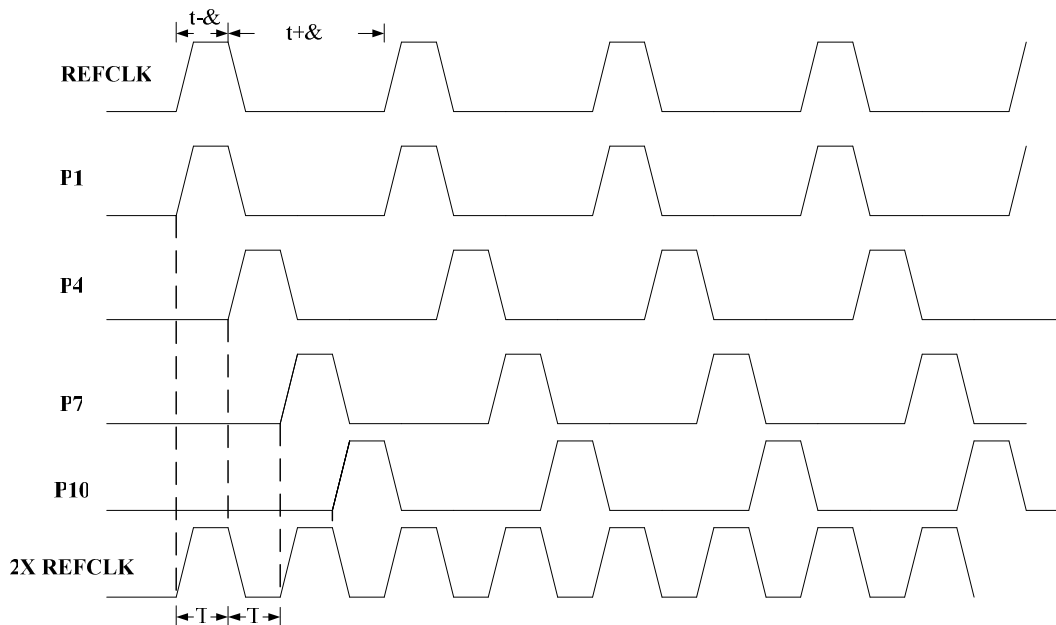 t-& t+&
REFCLK
P1
P4
P7
P10
2X REFCLK
T T